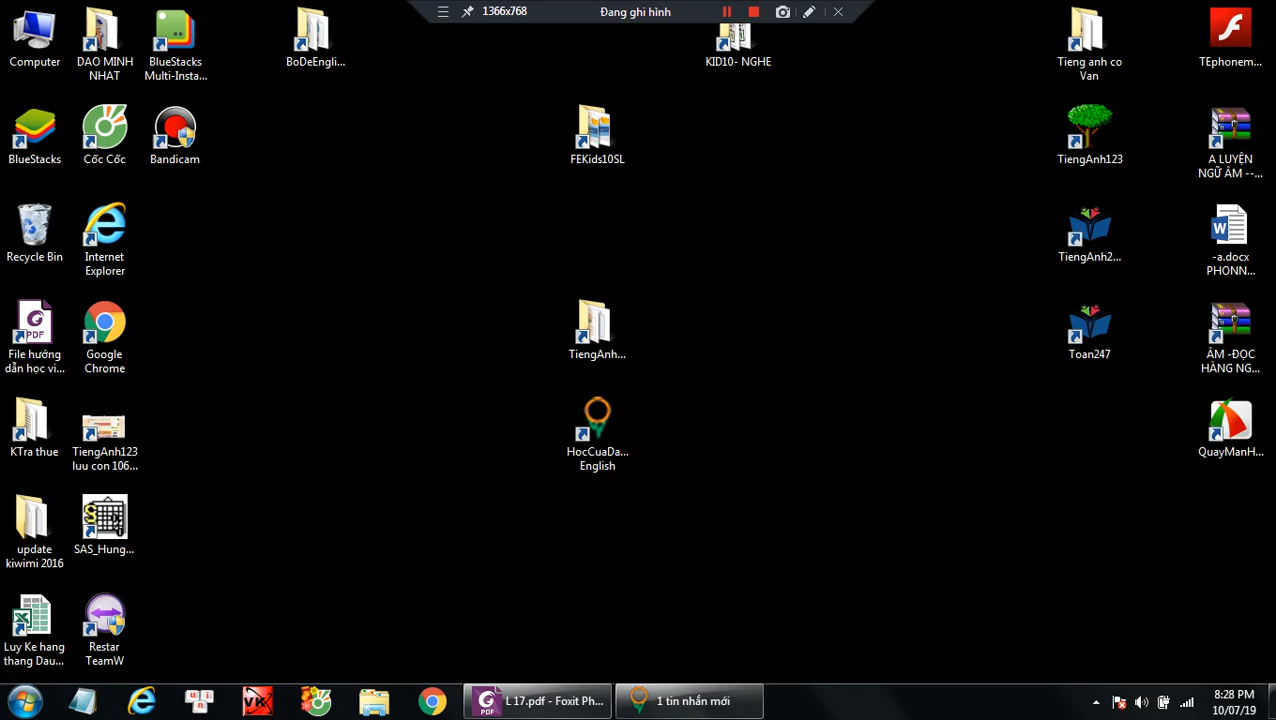 1366x768
Đang ghi hình
Computer
DAO MINH
NHAT
BlueStacks
Multi-Insta...
BoDeEngli...
KID10- NGHE
Tieng anh co
Van
TEphonem...
BlueStacks
Cốc Cốc
Bandicam
FEKids10SL
TiengAnh123
A LUYỆN
NGỮ ÂM --...
Recycle Bin
Internet
Explorer
TiengAnh2...
-a.docx
PHONN...
PDF
File hướng
dẫn học vi...
Google
Chrome
TiengAnh...
Toan247
ÂM -ĐỌC
HÀNG NG...
KTra thue
TiengAnh123
luu con 106...
HocCuaDa...
English
QuayManH...
update
kiwimi 2016
SAS_Hung...
Luy Ke hang
thang Dau...
Restar
TeamW
L 17.pdf - Foxit Ph...
1 tin nhắn mới
8:28 PM
10/07/19